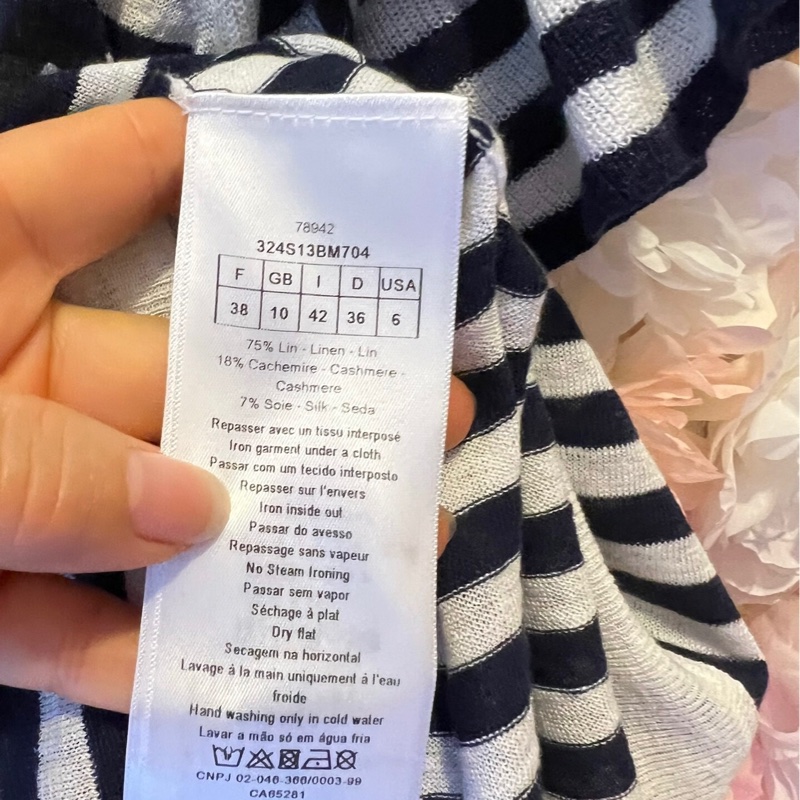 78942
324S13BM704
F GB I D USA
38 10 42 36 6
75% Lin - Linen - Lin
18% Cachemire - Cashmere -
Cashmere
7% Soie - Silk - Seda
Repasser avec un tissu interposé
Iron garment under a cloth
Passar com um tecido interposto
Repasser sur l'envers
Iron inside out
Passar do avesso
Repassage sans vapeur
No Steam Ironing
Passar sem vapor
Séchage à plat
Dry flat
Secagem na horizontal
Lavage à la main uniquement à l'eau
froide
Hand washing only in cold water
Lavar a mão só em água fria
CNPJ 02-046-366/0003-99
CA65281